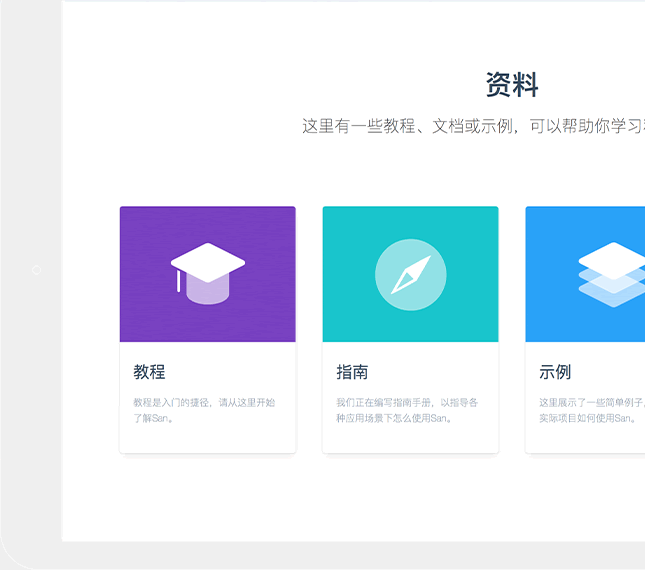 资料
这里有一些教程、文档或示例，可以帮助你学习
教程
教程是入门的捷径，请从这里开始
了解San。
指南
我们正在编写指南手册，以指导各
种应用场景下怎么使用San。
示例
这里展示了一些简单例子，
实际项目如何使用San。